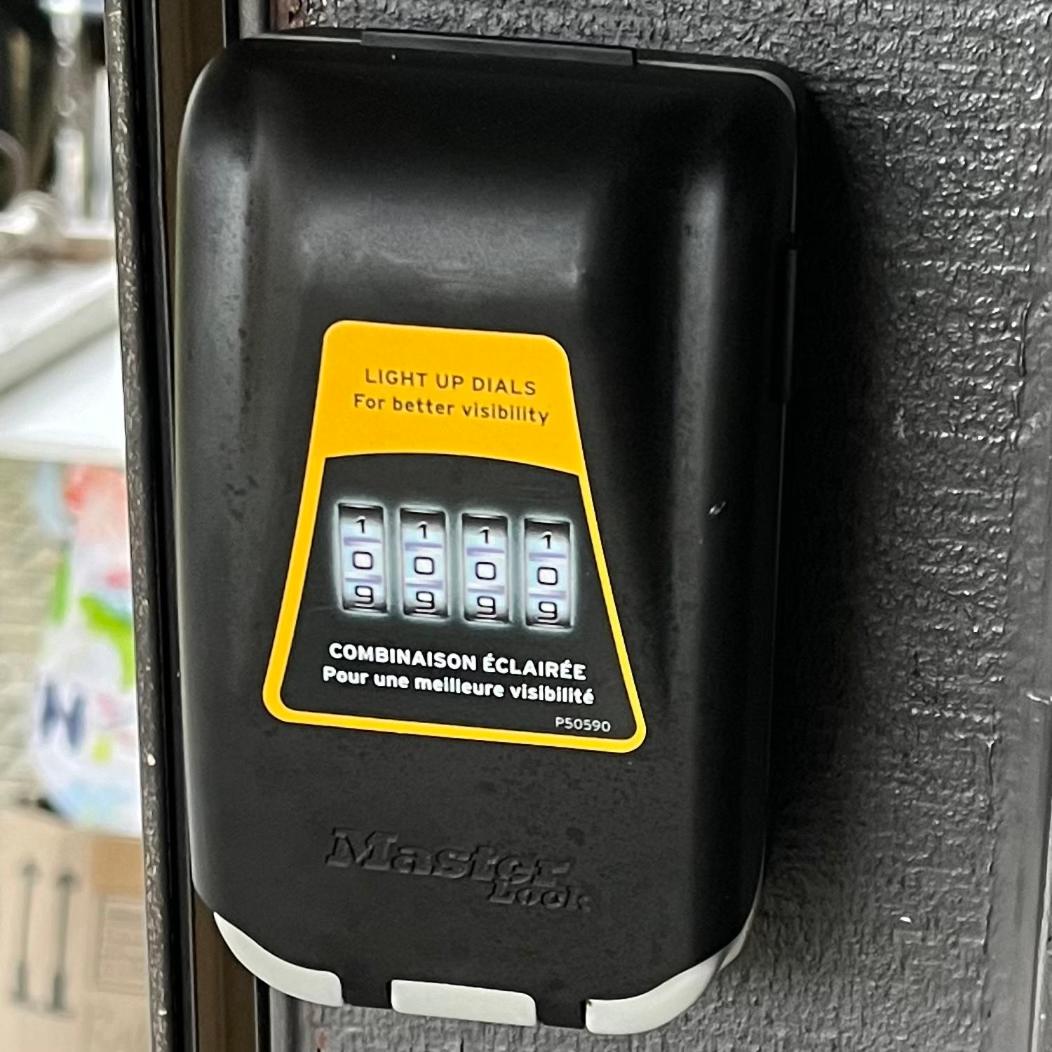 LIGHT UP DIALS
For better visibility
1 1 1 1
0 0 0 0
9 9 9 9
COMBINAISON ÉCLAIRÉE
Pour une meilleure visibilité
P50590
Master
Lock